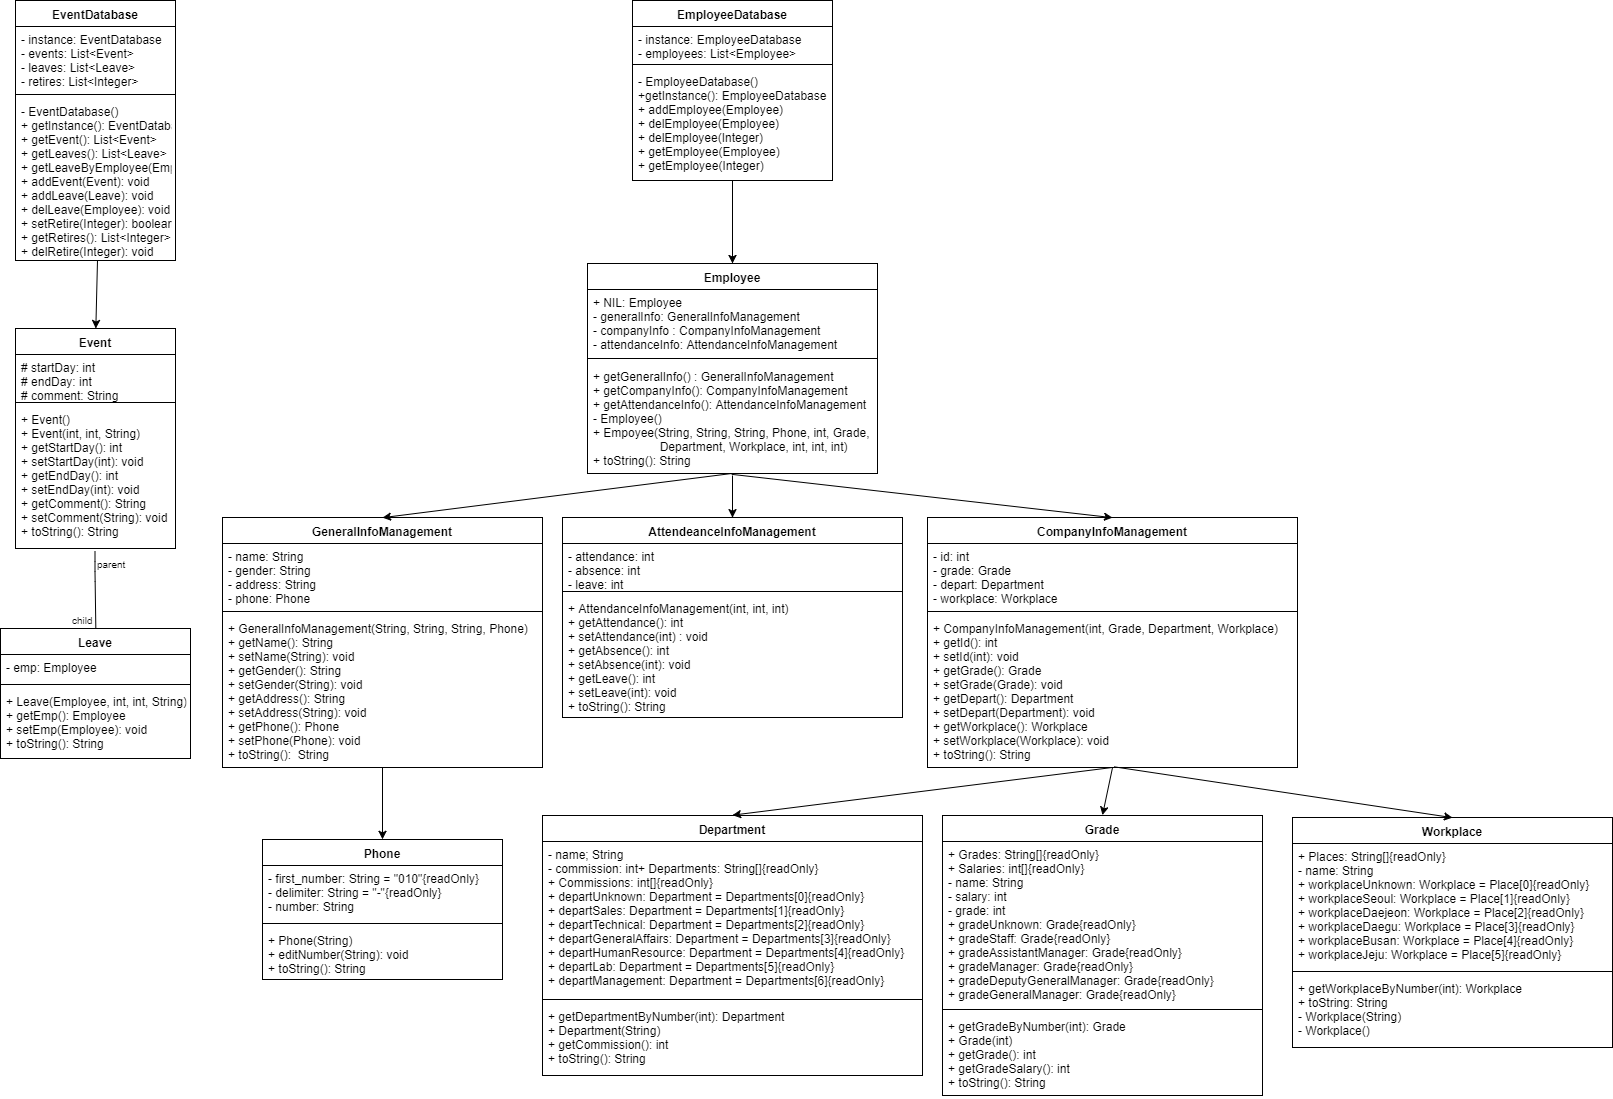 EventDatabase
- instance: EventDatabase
- events: List<Event>
- leaves: List<Leave>
- retires: List<Integer>
- EventDatabase()
+ getInstance(): EventDatab
+ getEvent(): List<Event>
+ getLeaves(): List<Leave>
+ getLeaveByEmployee(Em
+ addEvent(Event): void
+ addLeave(Leave): void
- delLeave(Employee): void
+ setRetire(Integer): boolear
+ getRetires(): List<Integer>
+ delRetire(Integer): void
EmployeeDatabase
- instance: EmployeeDatabase
- employees: List<Employee>
- EmployeeDatabase()
+getInstance(): EmployeeDatabase
+ addEmployee(Employee)
+ delEmployee(Employee)
+ delEmployee(Integer)
+ getEmployee(Employee)
+ getEmployee(Integer)
Employee
+ NIL: Employee
- generalInfo: GeneralInfoManagement
- companyInfo : CompanyInfoManagement
- attendanceInfo: AttendanceInfoManagement
+ getGeneralInfo() : GeneralInfoManagement
+ getCompanyInfo(): CompanyInfoManagement
+ getAttendanceInfo(): AttendanceInfoManagement
- Employee()
+ Empoyee(String, String, String, Phone, int, Grade,
Department, Workplace, int, int, int)
+ toString(): String
Event
# startDay: int
# endDay: int
# comment: String
+ Event()
+ Event(int, int, String)
+ getStartDay(): int
+ setStartDay(int): void
+ getEndDay(): int
+ setEndDay(int): void
+ getComment(): String
+ setComment(String): void
+ toString(): String
parent
child
Leave
- emp: Employee
+ Leave(Employee, int, int, String)
+ getEmp(): Employee
+ setEmp(Employee): void
+ toString(): String
GeneralInfoManagement
- name: String
- gender: String
- address: String
- phone: Phone
+ GeneralInfoManagement(String, String, String, Phone)
+ getName(): String
+ setName(String): void
+ getGender(): String
+ setGender(String): void
+ getAddress(): String
+ setAddress(String): void
+ getPhone(): Phone
+ setPhone(Phone): void
+ toString():  String
AttendeanceInfoManagement
- attendance: int
- absence: int
- leave: int
+ AttendanceInfoManagement(int, int, int)
+ getAttendance(): int
+ setAttendance(int) : void
+ getAbsence(): int
+ setAbsence(int): void
+ getLeave(): int
+ setLeave(int): void
+ toString(): String
CompanyInfoManagement
- id: int
- grade: Grade
- depart: Department
- workplace: Workplace
+ CompanyInfoManagement(int, Grade, Department, Workplace)
+ getId(): int
+ setId(int): void
+ getGrade(): Grade
+ setGrade(Grade): void
+ getDepart(): Department
+ setDepart(Department): void
+ getWorkplace(): Workplace
+ setWorkplace(Workplace): void
+ toString(): String
Phone
- first_number: String = "010"{readOnly}
- delimiter: String = "-"{readOnly}
- number: String
+ Phone(String)
+ editNumber(String): void
+ toString(): String
Department
- name; String
- commission: int+ Departments: String[]{readOnly}
+ Commissions: int[]{readOnly}
+ departUnknown: Department = Departments[0]{readOnly}
+ departSales: Department = Departments[1]{readOnly}
+ departTechnical: Department = Departments[2]{readOnly}
+ departGeneralAffairs: Department = Departments[3]{readOnly}
+ departHumanResource: Department = Departments[4]{readOnly}
+ departLab: Department = Departments[5]{readOnly}
+ departManagement: Department = Departments[6]{readOnly}
+ getDepartmentByNumber(int): Department
+ Department(String)
+ getCommission(): int
+ toString(): String
Grade
+ Grades: String[]{readOnly}
+ Salaries: int[]{readOnly}
- name: String
- salary: int
- grade: int
+ gradeUnknown: Grade{readOnly}
+ gradeStaff: Grade{readOnly}
+ gradeAssistantManager: Grade{readOnly}
+ gradeManager: Grade{readOnly}
+ gradeDeputyGeneralManager: Grade{readOnly}
+ gradeGeneralManager: Grade{readOnly}
+ getGradeByNumber(int): Grade
+ Grade(int)
+ getGrade(): int
+ getGradeSalary(): int
+ toString(): String
Workplace
+ Places: String[]{readOnly}
- name: String
+ workplaceUnknown: Workplace = Place[0]{readOnly}
+ workplaceSeoul: Workplace = Place[1]{readOnly}
+ workplaceDaejeon: Workplace = Place[2]{readOnly}
+ workplaceDaegu: Workplace = Place[3]{readOnly}
+ workplaceBusan: Workplace = Place[4]{readOnly}
+ workplaceJeju: Workplace = Place[5]{readOnly}
+ getWorkplaceByNumber(int): Workplace
+ toString: String
- Workplace(String)
- Workplace()